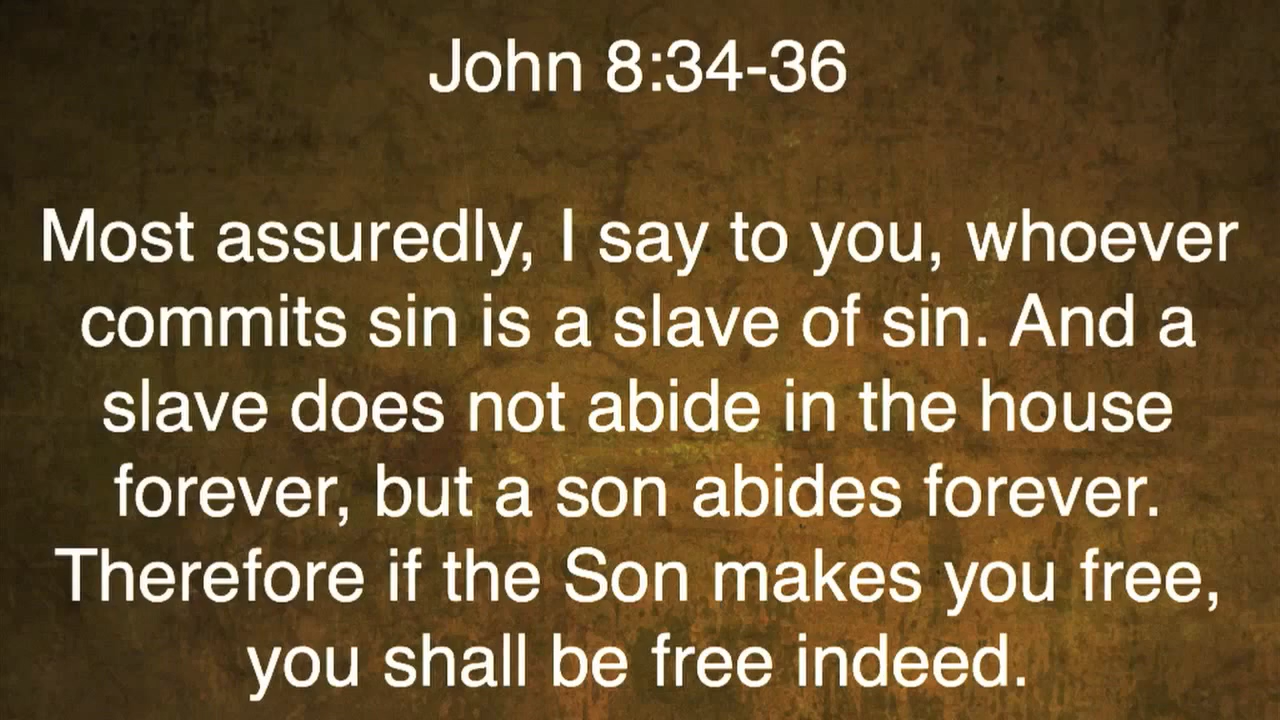 John 8:34-36
Most assuredly, I say to you, whoever
commits sin is a slave of sin. And a
slave does not abide in the house
forever, but a son abides forever.
Therefore if the Son makes you free,
you shall be free indeed.